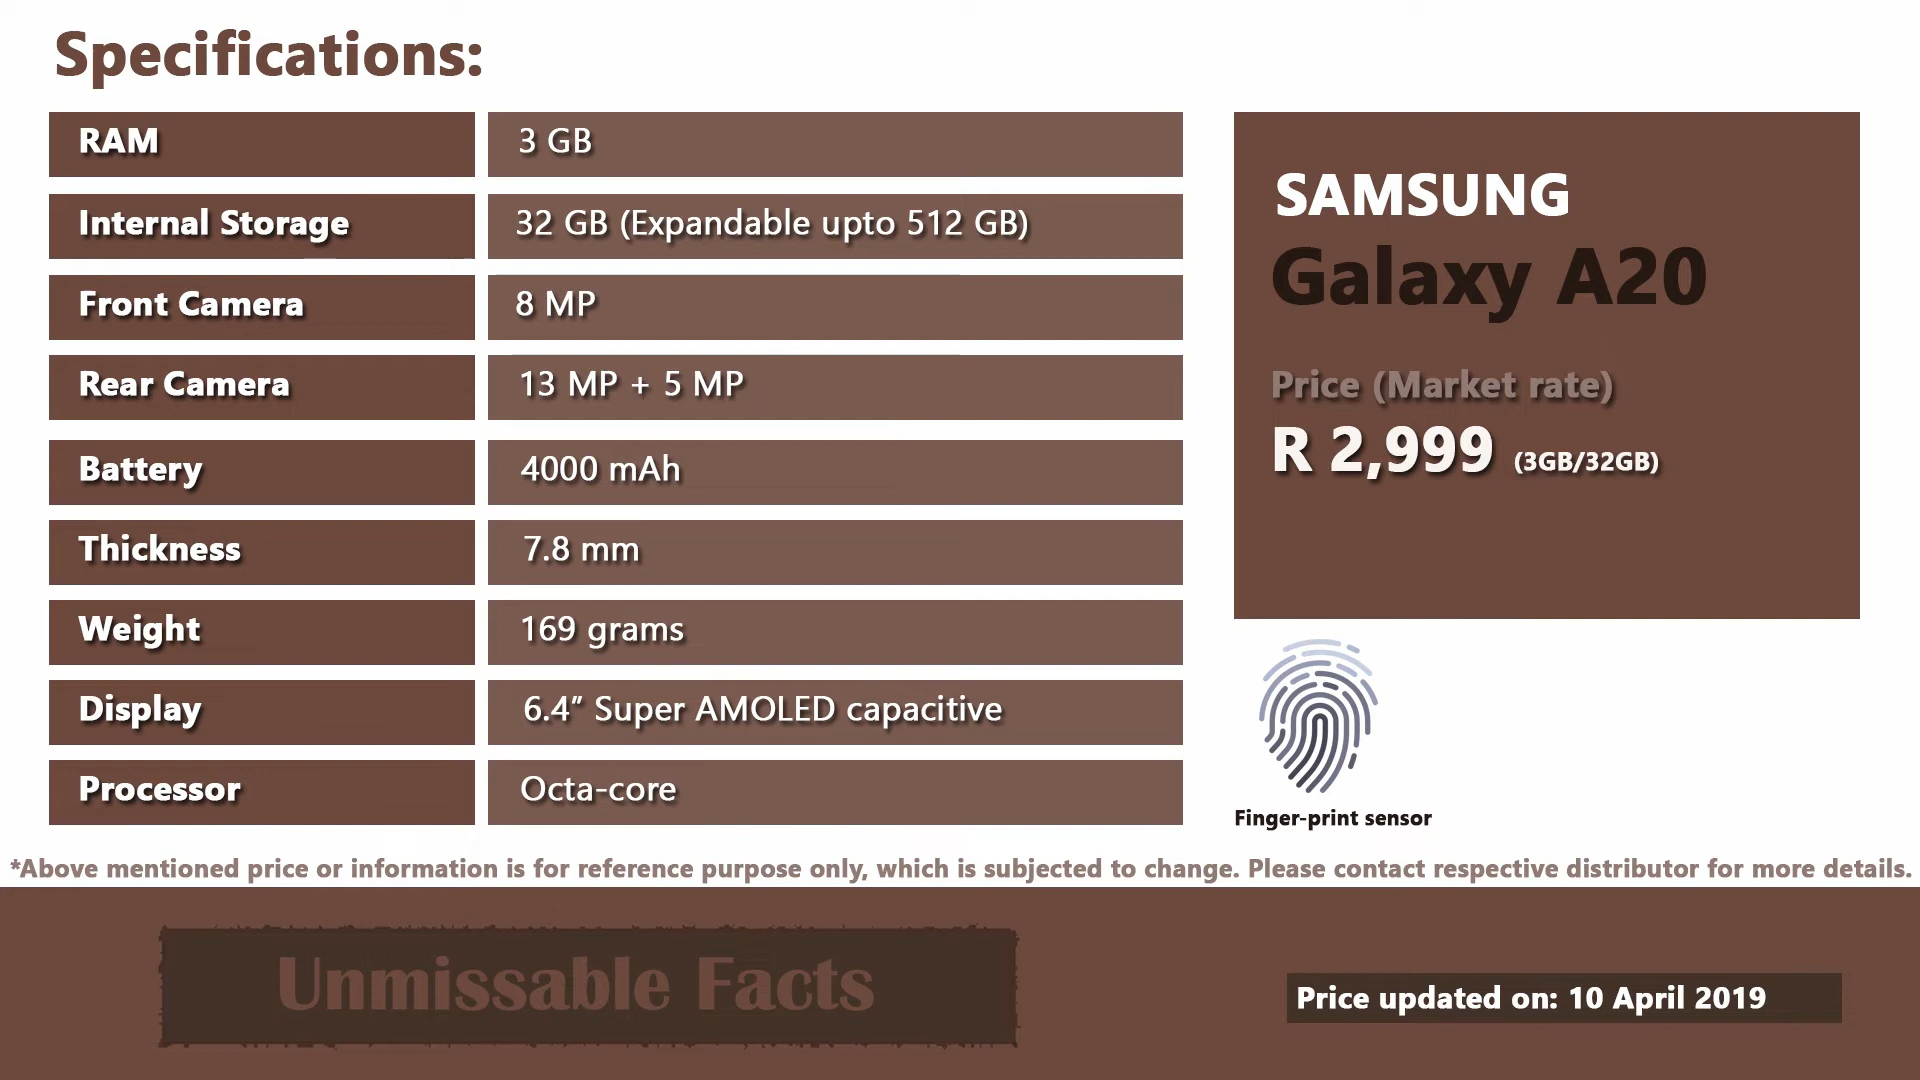 Specifications:
RAM 3 GB
Internal Storage 32 GB (Expandable upto 512 GB)
Front Camera 8 MP
Rear Camera 13 MP + 5 MP
Battery 4000 mAh
Thickness 7.8 mm
Weight 169 grams
Display 6.4” Super AMOLED capacitive
Processor Octa-core
SAMSUNG
Galaxy A20
Price (Market rate)
R 2,999 (3GB/32GB)
Finger-print sensor
*Above mentioned price or information is for reference purpose only, which is subjected to change. Please contact respective distributor for more details.
Unmissable Facts
Price updated on: 10 April 2019